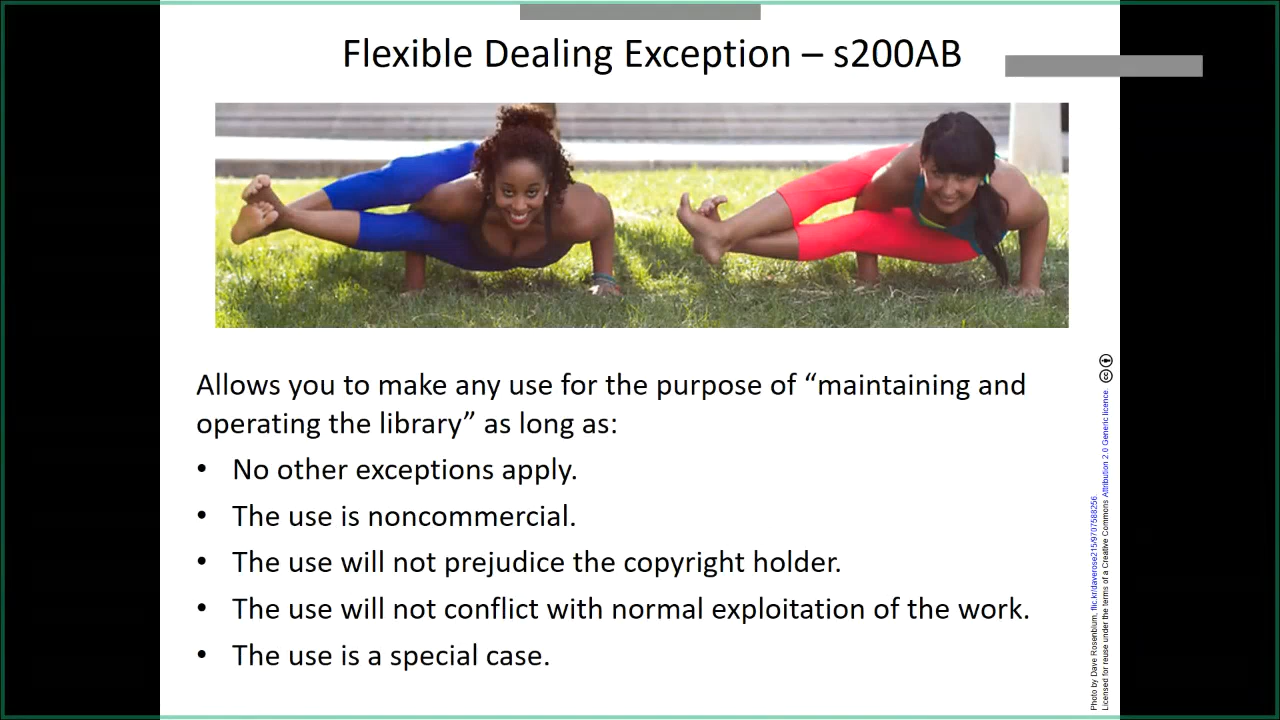 Flexible Dealing Exception – s200AB
Allows you to make any use for the purpose of “maintaining and
operating the library” as long as:
• No other exceptions apply.
• The use is noncommercial.
• The use will not prejudice the copyright holder.
• The use will not conflict with normal exploitation of the work.
• The use is a special case.
Photo by Dave Rosenblum, flic.kr/daverose215/9707588256.
Licensed for reuse under the terms of a Creative Commons Attribution 2.0 Generic licence